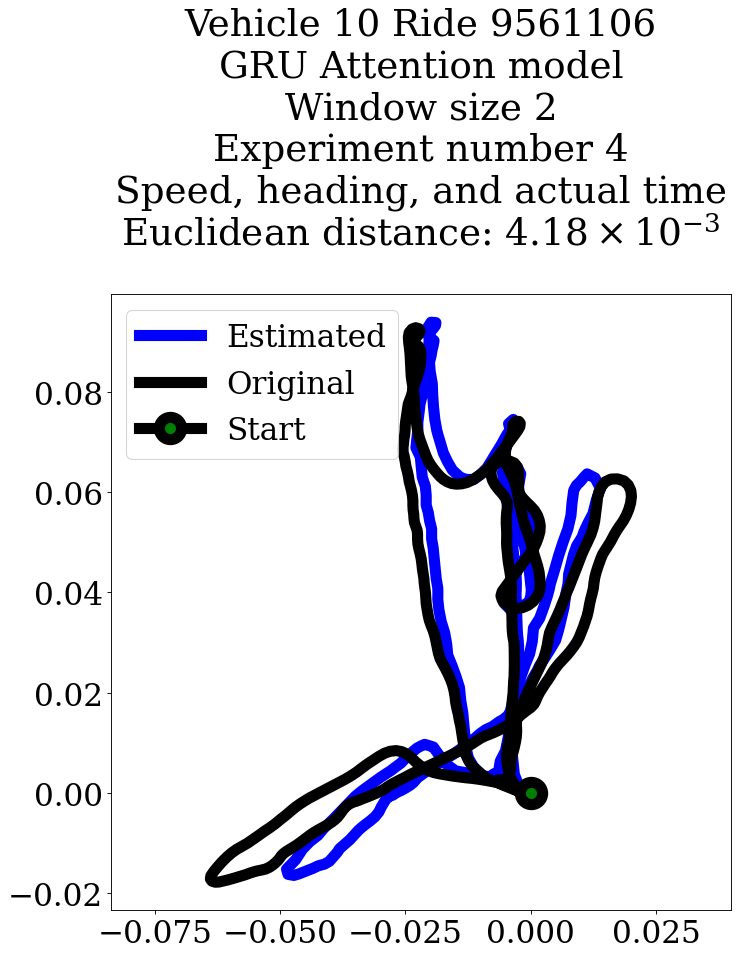 Vehicle 10 Ride 9561106
GRU Attention model
Window size 2
Experiment number 4
Speed, heading, and actual time
Euclidean distance: 4.18 × 10⁻³
Estimated
Original
Start
0.08
0.06
0.04
0.02
0.00
−0.02
−0.075 −0.050 −0.025 0.000 0.025